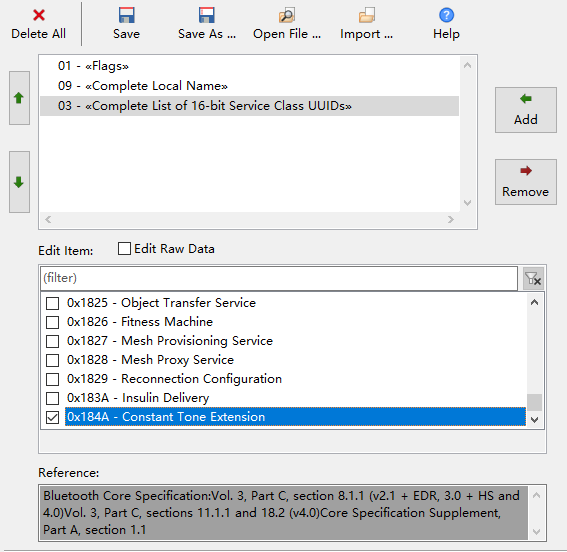 Delete All Save Save As ... Open File ... Import ... Help
01 - «Flags»
09 - «Complete Local Name»
03 - «Complete List of 16-bit Service Class UUIDs»
Add
Remove
Edit Item: Edit Raw Data
(filter)
0x1825 - Object Transfer Service
0x1826 - Fitness Machine
0x1827 - Mesh Provisioning Service
0x1828 - Mesh Proxy Service
0x1829 - Reconnection Configuration
0x183A - Insulin Delivery
0x184A - Constant Tone Extension
Reference:
Bluetooth Core Specification:Vol. 3, Part C, section 8.1.1 (v2.1 + EDR, 3.0 + HS and
4.0)Vol. 3, Part C, sections 11.1.1 and 18.2 (v4.0)Core Specification Supplement,
Part A, section 1.1